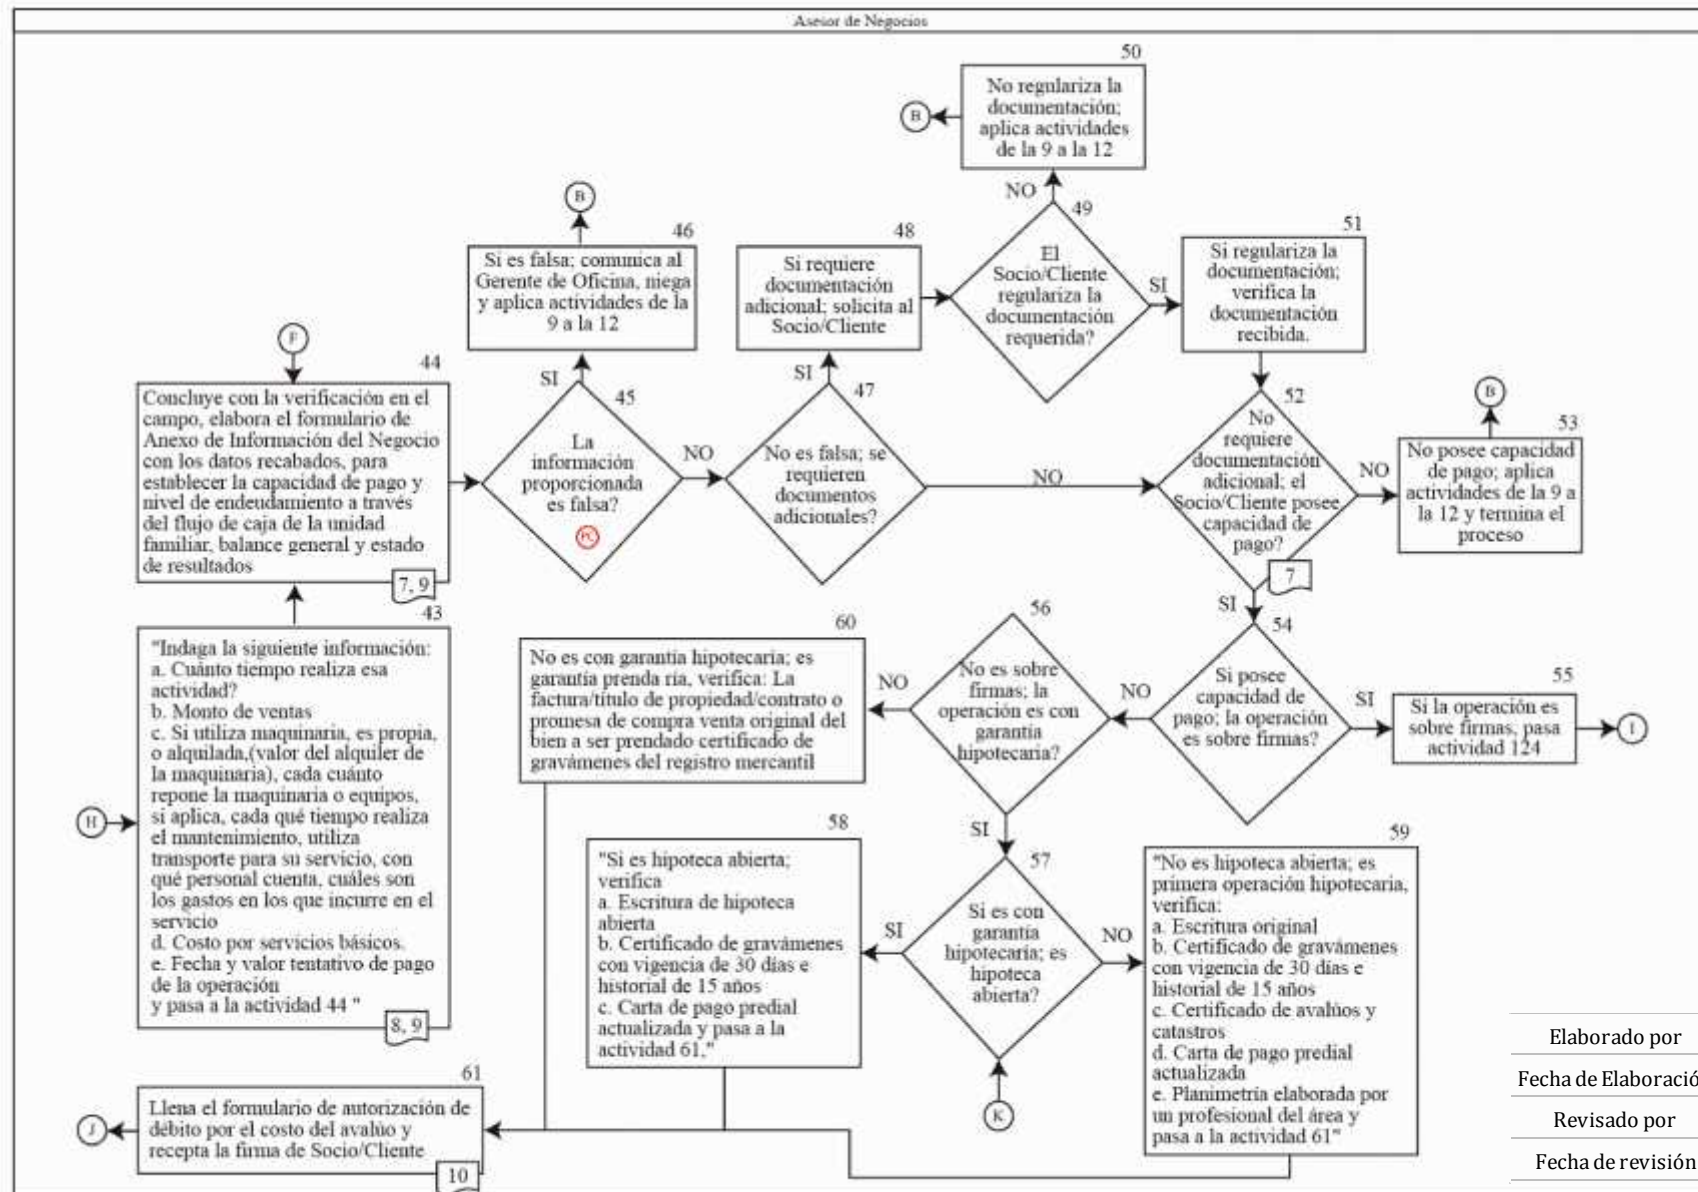 Asesor de Negocios
50
No regulariza la
documentación;
aplica actividades
de la 9 a la 12
B
NO
49
El
Socio/Cliente
regulariza la
documentación
requerida?
SI
51
Si regulariza la
documentación;
verifica la
documentación
recibida.
B
46
Si es falsa; comunica al
Gerente de Oficina, niega
y aplica actividades de la
9 a la 12
48
Si requiere
documentación
adicional; solicita al
Socio/Cliente
F
44
Concluye con la verificación en el
campo, elabora el formulario de
Anexo de Información del Negocio
con los datos recabados, para
establecer la capacidad de pago y
nivel de endeudamiento a través
del flujo de caja de la unidad
familiar, balance general y estado
de resultados
7, 9
SI
45
La
información
proporcionada
es falsa?
PC
NO
SI
47
No es falsa; se
requieren
documentos
adicionales?
NO
52
No
requiere
documentación
adicional; el
Socio/Cliente posee
capacidad de
pago?
7
NO
B
53
No posee capacidad
de pago; aplica
actividades de la 9 a
la 12 y termina el
proceso
SI
43
"Indaga la siguiente información:
a. Cuánto tiempo realiza esa
actividad?
b. Monto de ventas
c. Si utiliza maquinaria, es propia,
o alquilada,(valor del alquiler de
la maquinaria), cada cuánto
repone la maquinaria o equipos,
si aplica, cada qué tiempo realiza
el mantenimiento, utiliza
transporte para su servicio, con
qué personal cuenta, cuáles son
los gastos en los que incurre en el
servicio
d. Costo por servicios básicos.
e. Fecha y valor tentativo de pago
de la operación
y pasa a la actividad 44 "
8, 9
H
60
No es con garantía hipotecaria; es
garantía prenda ría, verifica: La
factura/título de propiedad/contrato o
promesa de compra venta original del
bien a ser prendado certificado de
gravámenes del registro mercantil
NO
56
No es sobre
firmas; la
operación es con
garantía
hipotecaria?
NO
54
Si posee
capacidad de
pago; la operación
es sobre firmas?
SI
55
Si la operación es
sobre firmas, pasa
actividad 124
I
SI
58
"Si es hipoteca abierta;
verifica
a. Escritura de hipoteca
abierta
b. Certificado de gravámenes
con vigencia de 30 días e
historial de 15 años
c. Carta de pago predial
actualizada y pasa a la
actividad 61,"
SI
57
Si es con
garantía
hipotecaria; es
hipoteca
abierta?
NO
59
"No es hipoteca abierta; es
primera operación hipotecaria,
verifica:
a. Escritura original
b. Certificado de gravámenes
con vigencia de 30 días e
historial de 15 años
c. Certificado de avalúos y
catastros
d. Carta de pago predial
actualizada
e. Planimetría elaborada por
un profesional del área y
pasa a la actividad 61"
K
61
Llena el formulario de autorización de
débito por el costo del avalúo y
recepta la firma de Socio/Cliente
10
J
Elaborado por
Fecha de Elaboració
Revisado por
Fecha de revisión